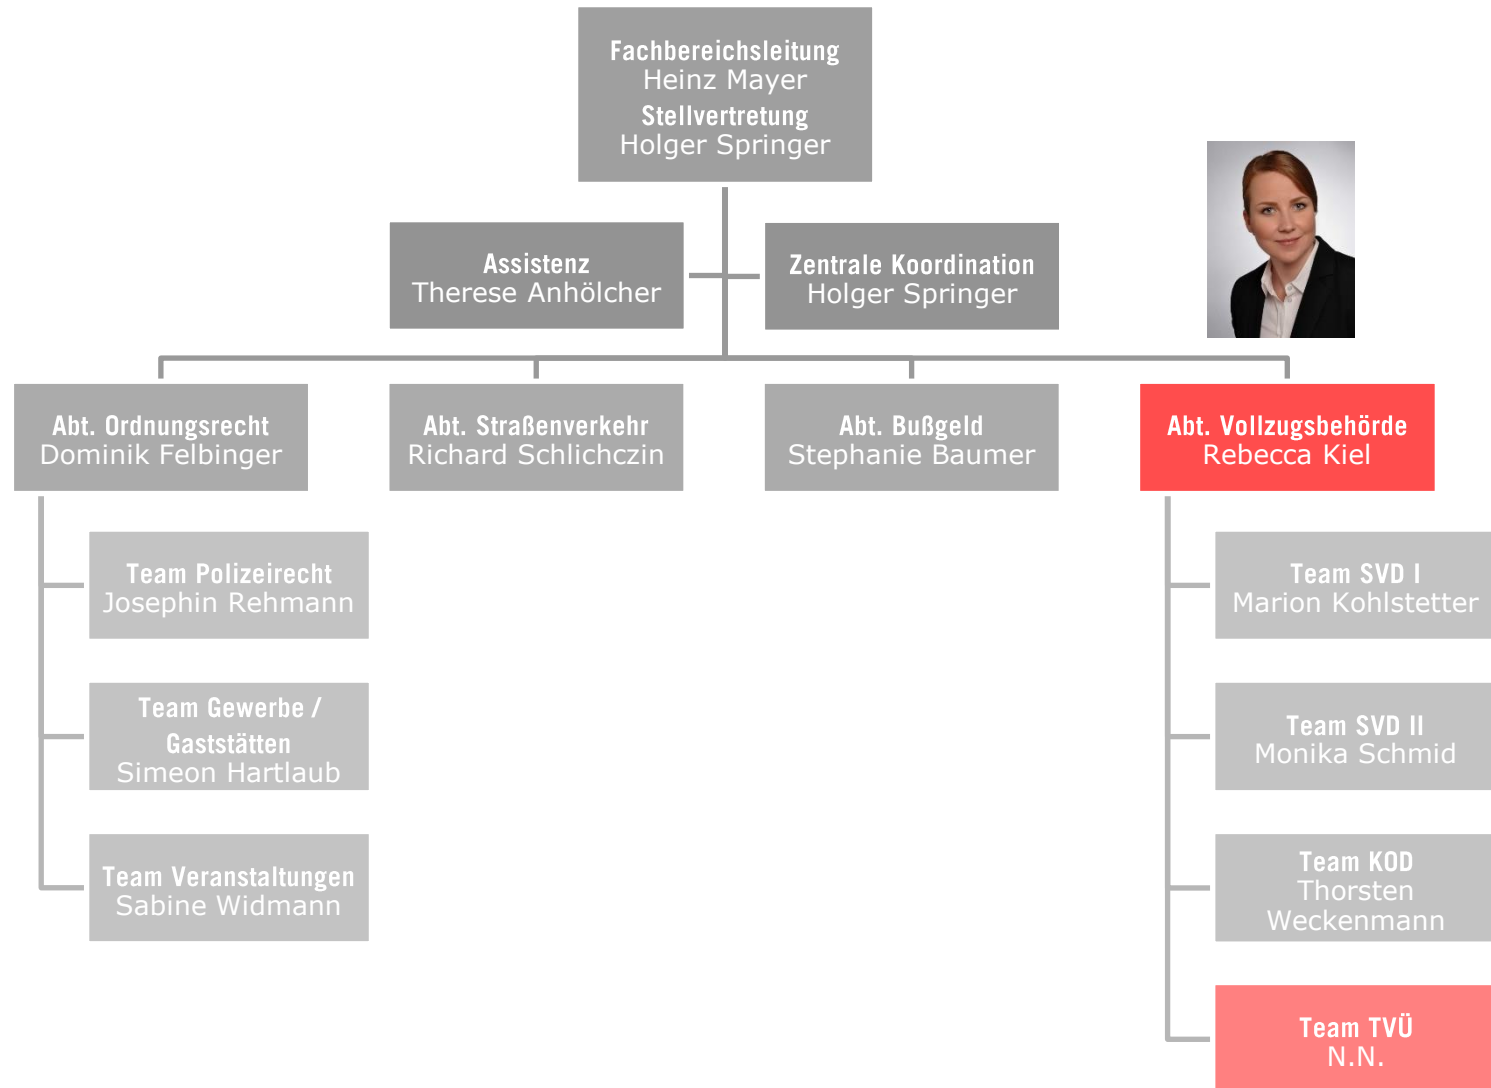 Fachbereichsleitung
Heinz Mayer
Stellvertretung
Holger Springer
Assistenz
Therese Anhölcher
Zentrale Koordination
Holger Springer
Abt. Ordnungsrecht
Dominik Felbinger
Abt. Straßenverkehr
Richard Schlichczin
Abt. Bußgeld
Stephanie Baumer
Abt. Vollzugsbehörde
Rebecca Kiel
Team Polizeirecht
Josephin Rehmann
Team Gewerbe /
Gaststätten
Simeon Hartlaub
Team Veranstaltungen
Sabine Widmann
Team SVD I
Marion Kohlstetter
Team SVD II
Monika Schmid
Team KOD
Thorsten
Weckenmann
Team TVÜ
N.N.